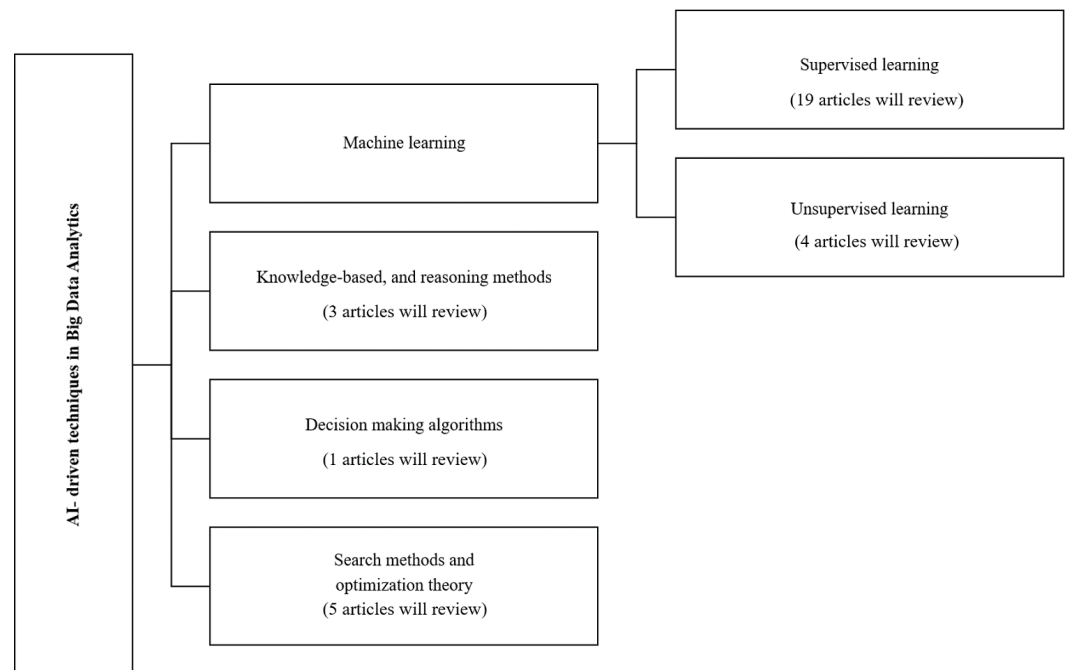 AI- driven techniques in Big Data Analytics
Machine learning
Supervised learning
(19 articles will review)
Unsupervised learning
(4 articles will review)
Knowledge-based, and reasoning methods
(3 articles will review)
Decision making algorithms
(1 articles will review)
Search methods and
optimization theory
(5 articles will review)